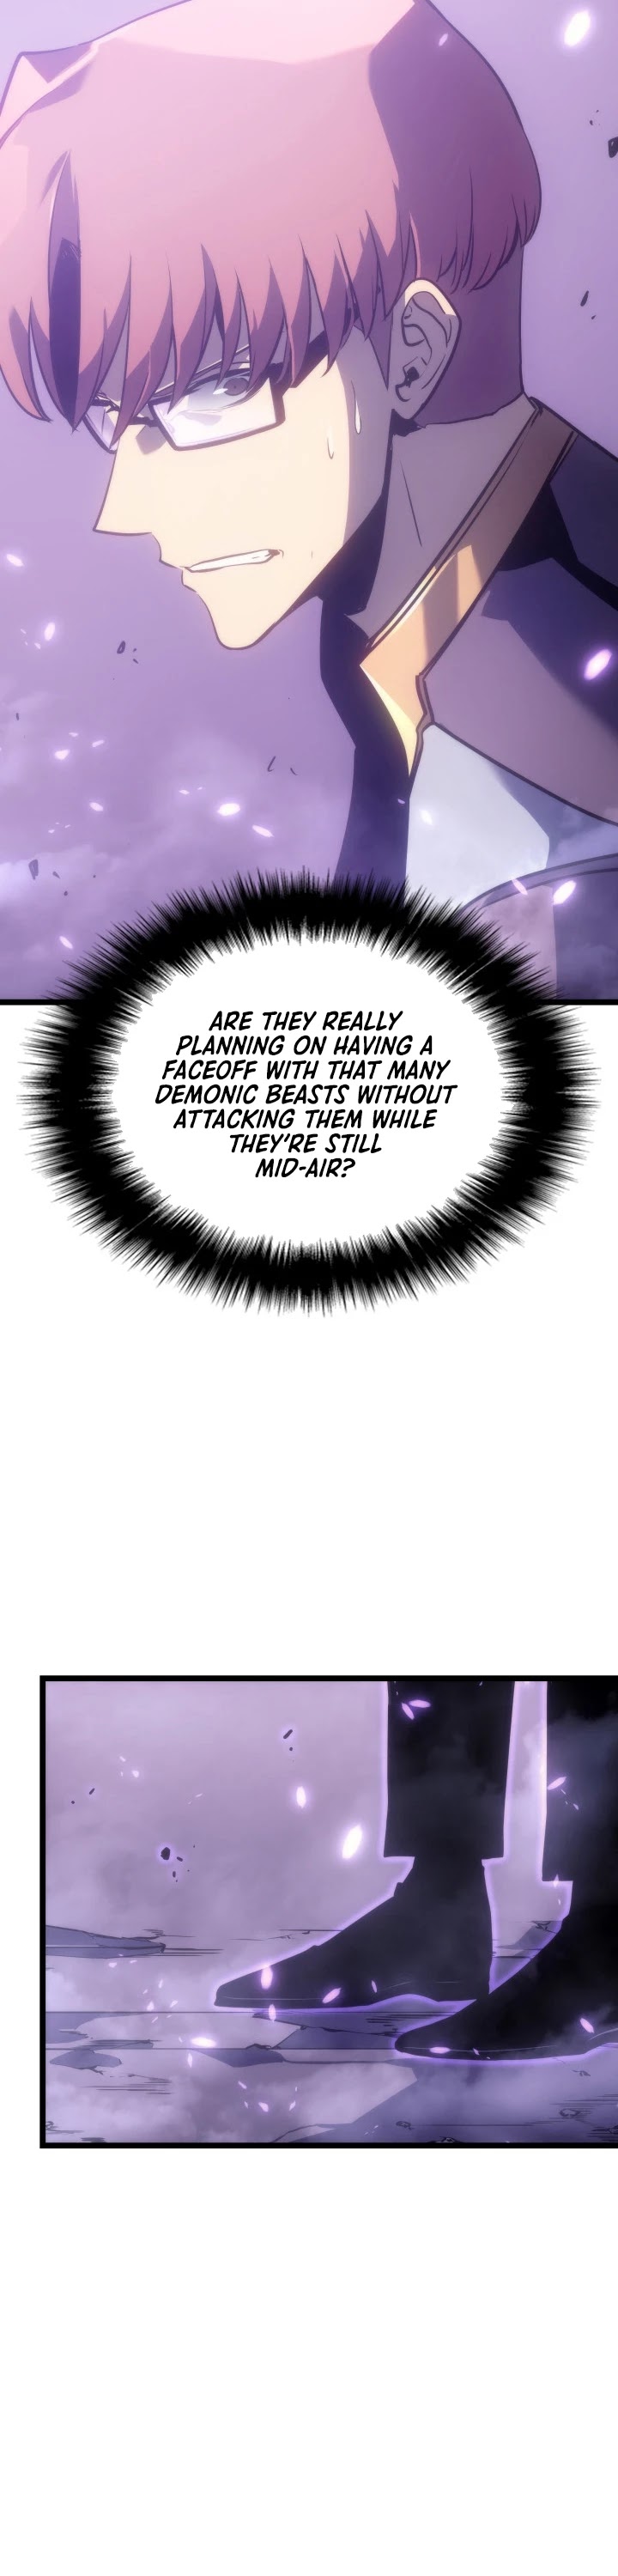 ARE THEY REALLY
PLANNING ON HAVING A
FACEOFF WITH THAT MANY
DEMONIC BEASTS WITHOUT
ATTACKING THEM WHILE
THEY'RE STILL
MID-AIR?